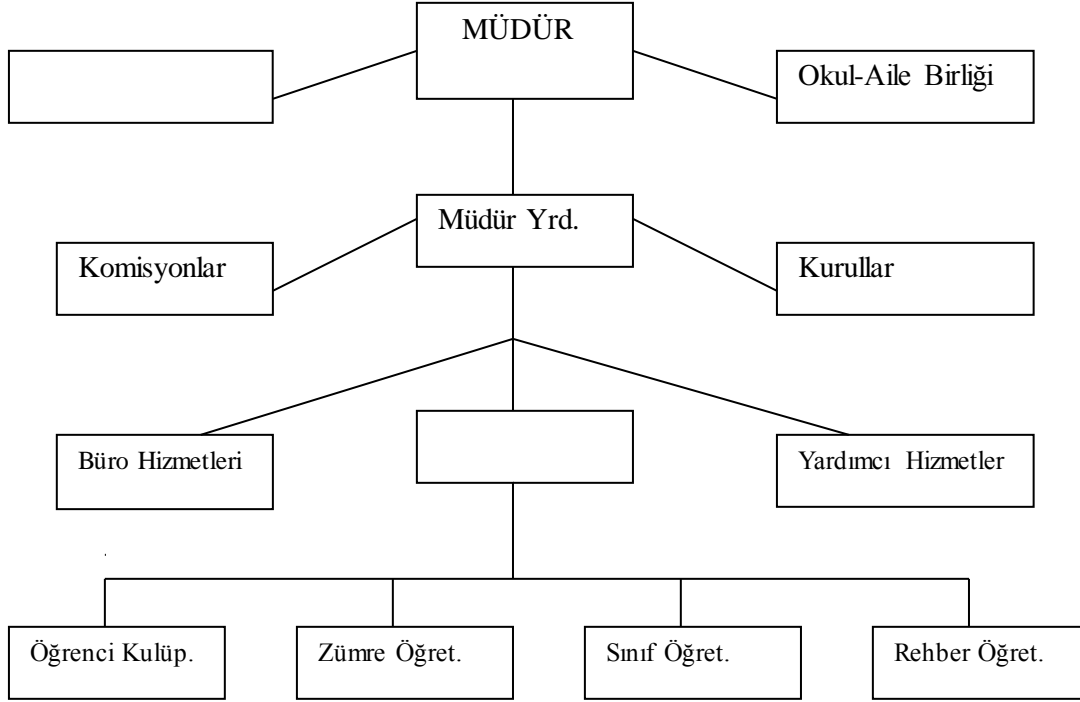 MÜDÜR
Okul-Aile Birliği
Müdür Yrd.
Komisyonlar
Kurullar
Büro Hizmetleri
Yardımcı Hizmetler
Öğrenci Kulüp.
Zümre Öğret.
Sınıf Öğret.
Rehber Öğret.